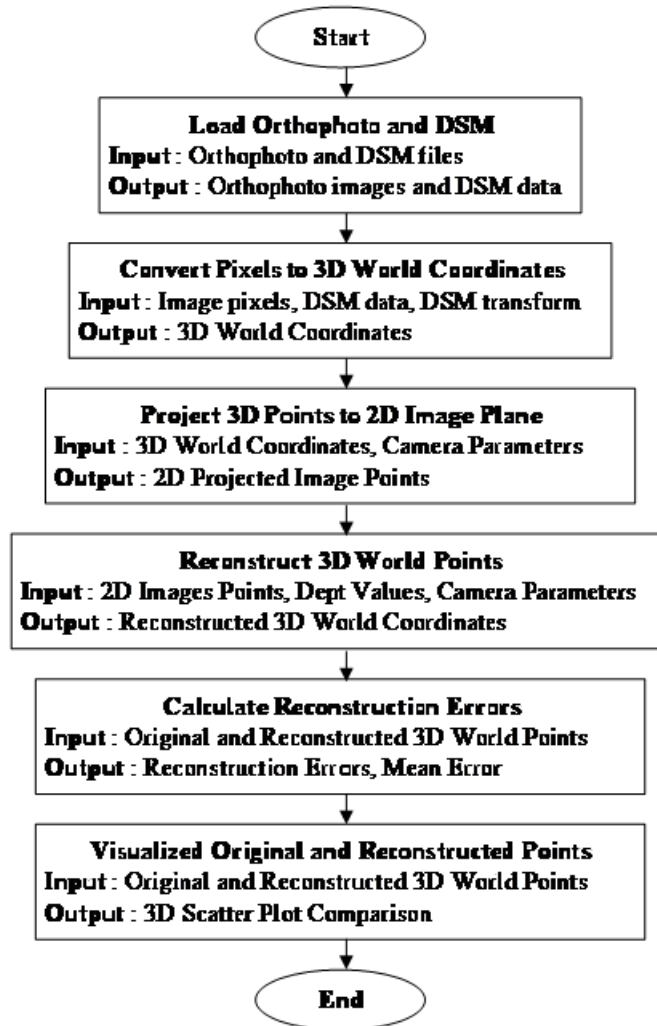 Start
Load Orthophoto and DSM
Input : Orthophoto and DSM files
Output : Orthophoto images and DSM data
Convert Pixels to 3D World Coordinates
Input : Image pixels, DSM data, DSM transform
Output : 3D World Coordinates
Project 3D Points to 2D Image Plane
Input : 3D World Coordinates, Camera Parameters
Output : 2D Projected Image Points
Reconstruct 3D World Points
Input : 2D Images Points, Dept Values, Camera Parameters
Output : Reconstructed 3D World Coordinates
Calculate Reconstruction Errors
Input : Original and Reconstructed 3D World Points
Output : Reconstruction Errors, Mean Error
Visualized Original and Reconstructed Points
Input : Original and Reconstructed 3D World Points
Output : 3D Scatter Plot Comparison
End